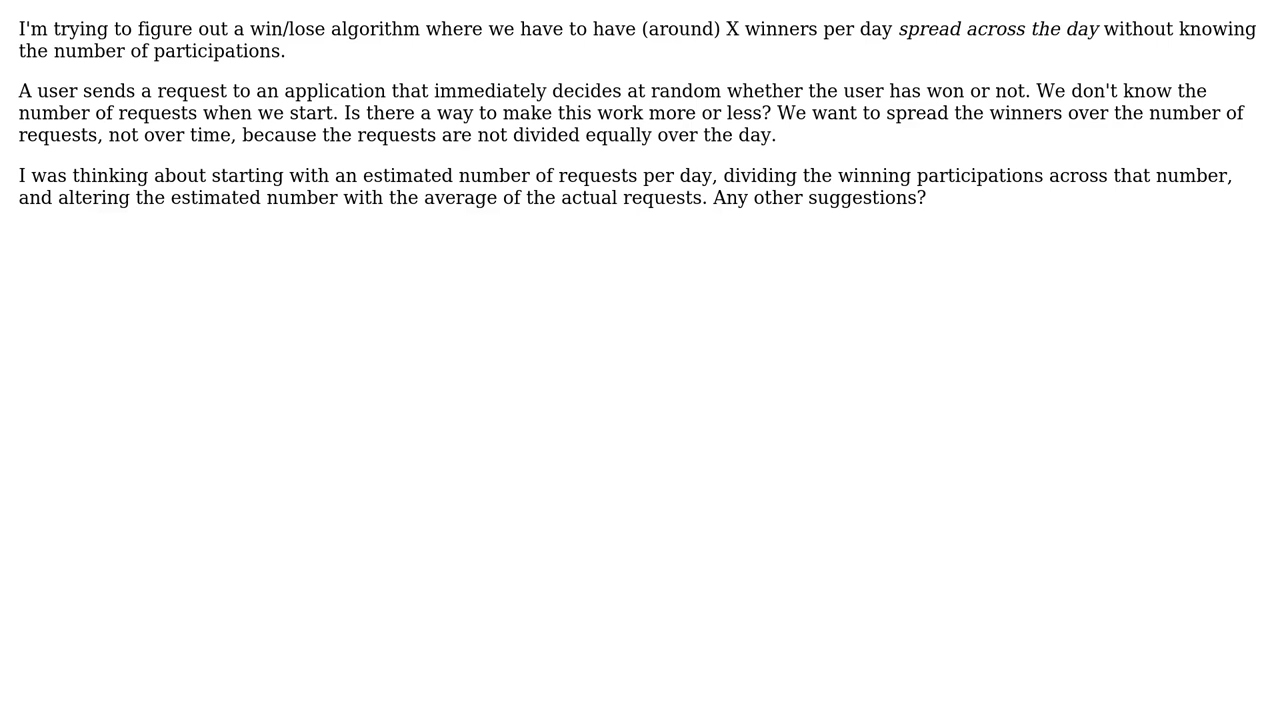 I'm trying to figure out a win/lose algorithm where we have to have (around) X winners per day spread across the day without knowing
the number of participations.
A user sends a request to an application that immediately decides at random whether the user has won or not. We don't know the
number of requests when we start. Is there a way to make this work more or less? We want to spread the winners over the number of
requests, not over time, because the requests are not divided equally over the day.
I was thinking about starting with an estimated number of requests per day, dividing the winning participations across that number,
and altering the estimated number with the average of the actual requests. Any other suggestions?